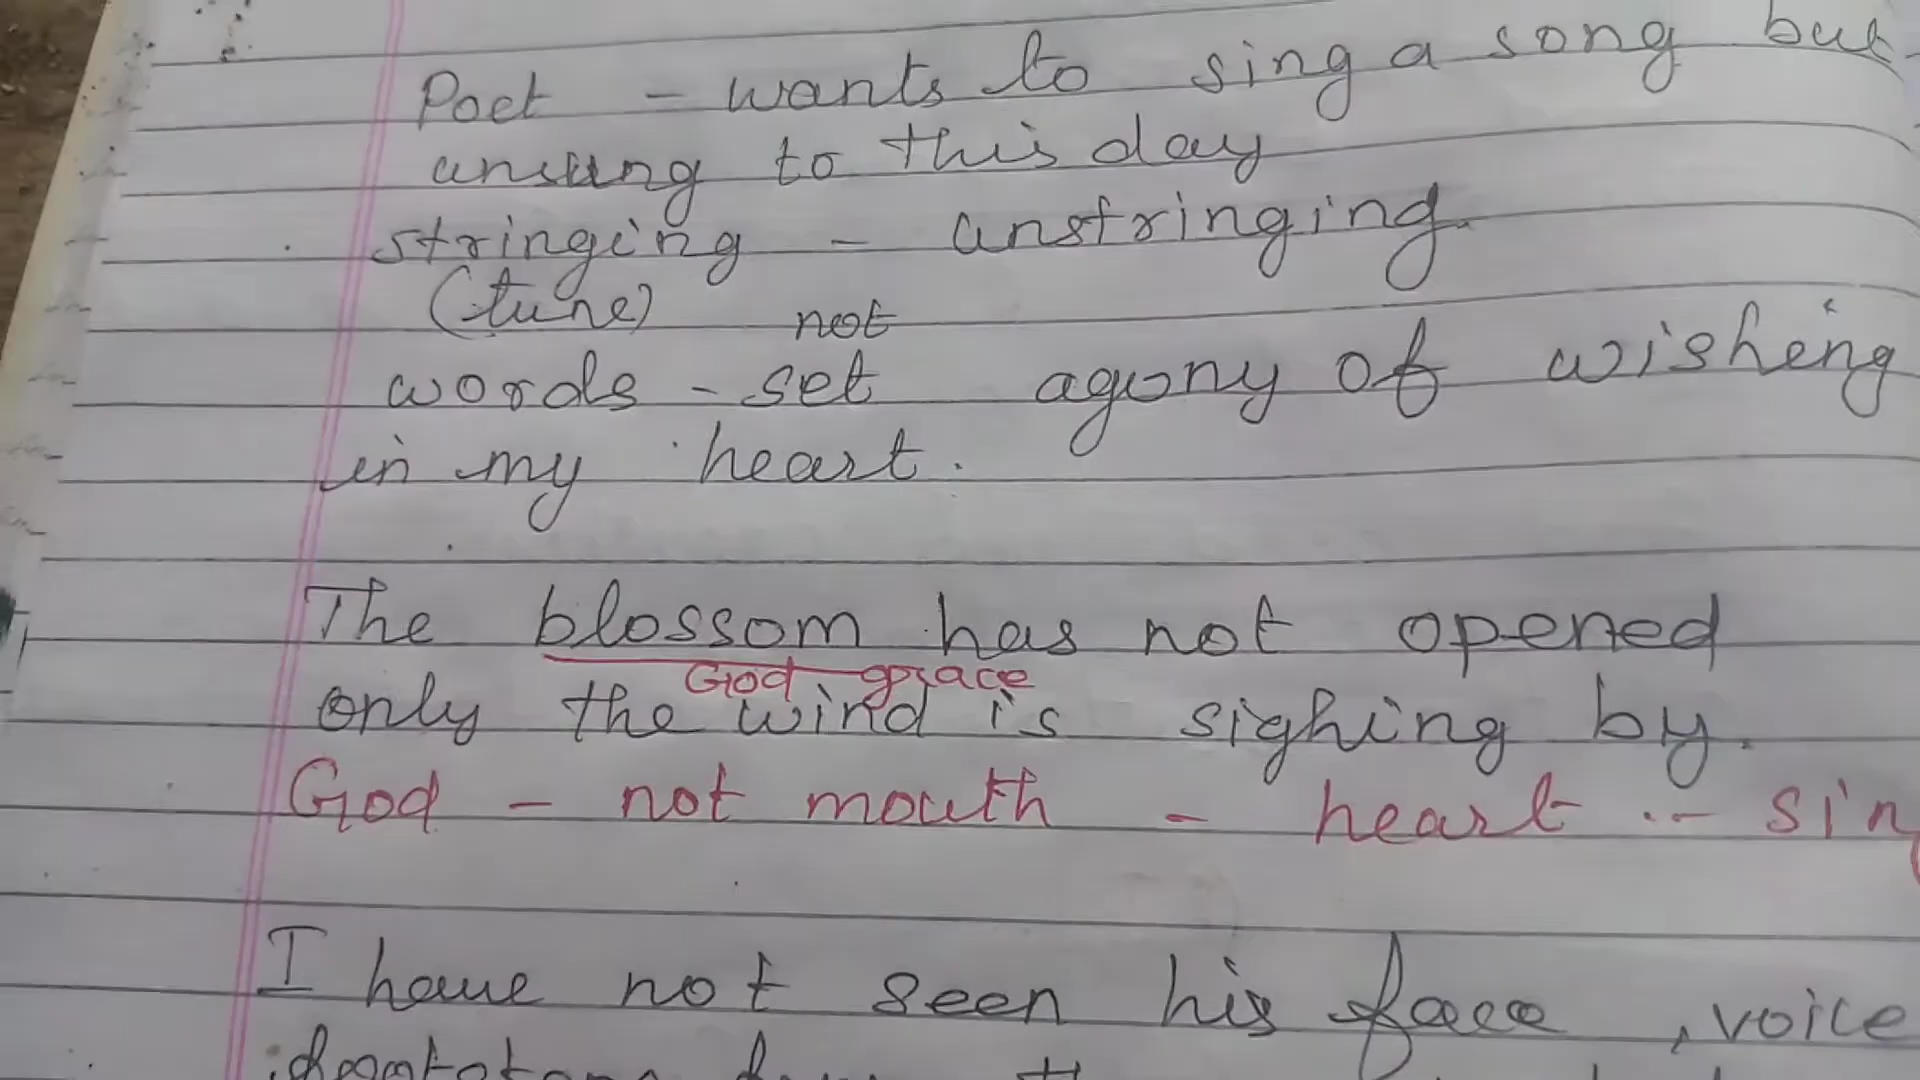 Poet - wants to sing a song but
unsung to this day
stringing - unstringing.
(tune) not
words - set agony of wisheng
in my heart.
The blossom has not opened
God grace
only the wind is sighing by.
God - not mouth - heart - sin
I have not seen his face, voice